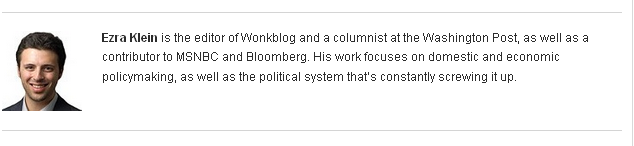 Ezra Klein is the editor of Wonkblog and a columnist at the Washington Post, as well as a
contributor to MSNBC and Bloomberg. His work focuses on domestic and economic
policymaking, as well as the political system that's constantly screwing it up.